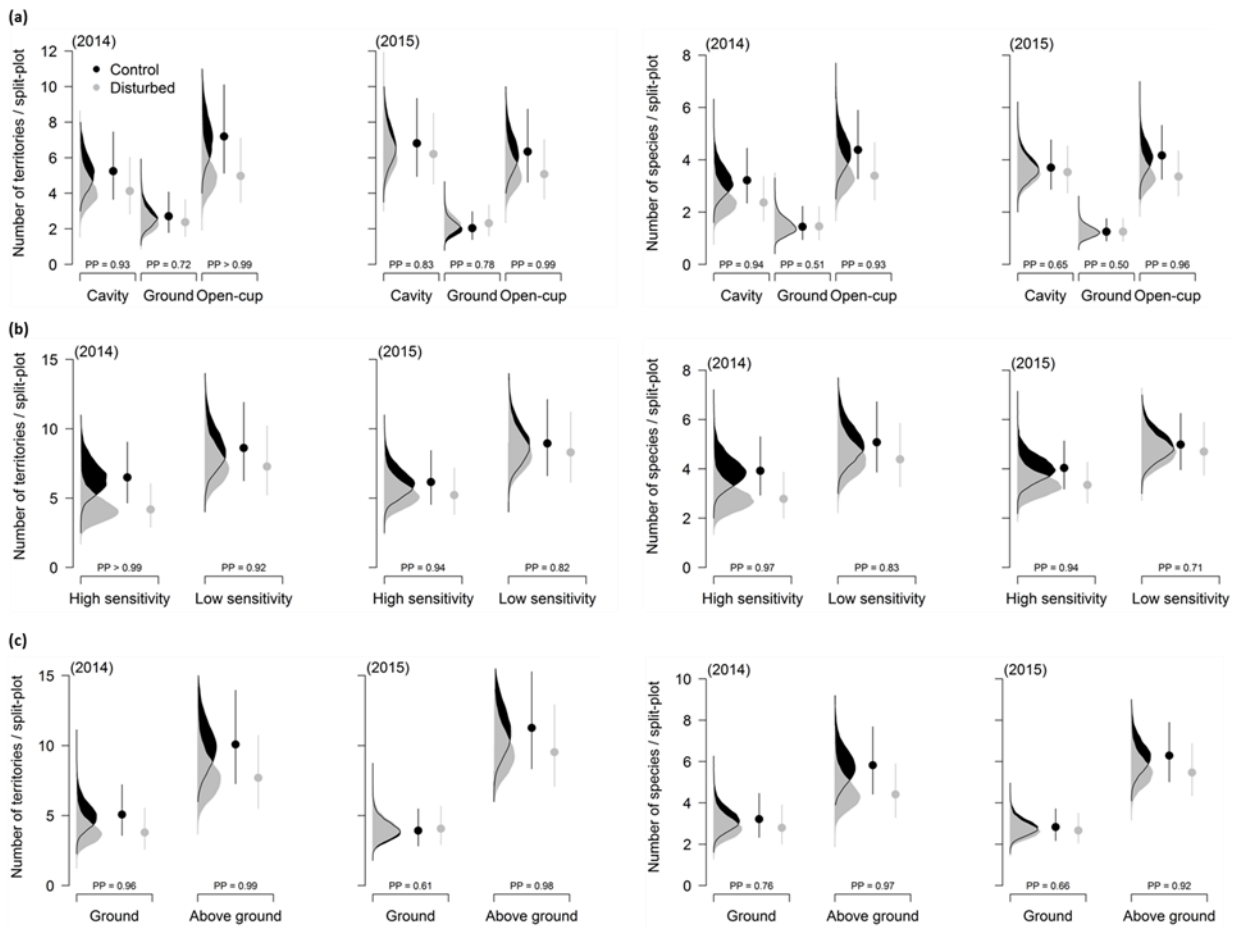 (a)
(2014)
(2015)
(2014)
(2015)
Number of territories / split-plot
12
10
8
6
4
2
0
Control
Disturbed
PP = 0.93
PP = 0.72
PP > 0.99
PP = 0.83
PP = 0.78
PP = 0.99
Cavity
Ground
Open-cup
Cavity
Ground
Open-cup
Number of species / split-plot
8
6
4
2
0
PP = 0.94
PP = 0.51
PP = 0.93
PP = 0.65
PP = 0.50
PP = 0.96
Cavity
Ground
Open-cup
Cavity
Ground
Open-cup
(b)
(2014)
(2015)
(2014)
(2015)
Number of territories / split-plot
15
10
5
0
PP > 0.99
PP = 0.92
PP = 0.94
PP = 0.82
High sensitivity
Low sensitivity
High sensitivity
Low sensitivity
Number of species / split-plot
8
6
4
2
0
PP = 0.97
PP = 0.83
PP = 0.94
PP = 0.71
High sensitivity
Low sensitivity
High sensitivity
Low sensitivity
(c)
(2014)
(2015)
(2014)
(2015)
Number of territories / split-plot
15
10
5
0
PP = 0.96
PP = 0.99
PP = 0.61
PP = 0.98
Ground
Above ground
Ground
Above ground
Number of species / split-plot
10
8
6
4
2
0
PP = 0.76
PP = 0.97
PP = 0.66
PP = 0.92
Ground
Above ground
Ground
Above ground